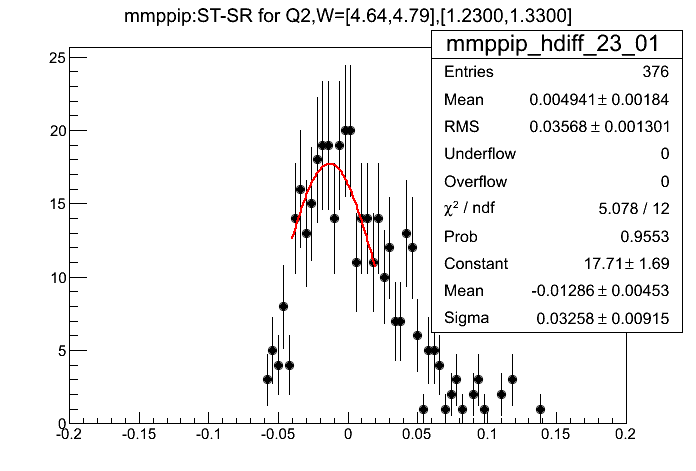 mmppip:ST-SR for Q2,W=[4.64,4.79],[1.2300,1.3300]
mmppip_hdiff_23_01
Entries 376
Mean 0.004941 ± 0.00184
RMS 0.03568 ± 0.001301
Underflow 0
Overflow 0
χ² / ndf 5.078 / 12
Prob 0.9553
Constant 17.71 ± 1.69
Mean -0.01286 ± 0.00453
Sigma 0.03258 ± 0.00915
25
20
15
10
5
0
-0.2 -0.15 -0.1 -0.05 0 0.05 0.1 0.15 0.2